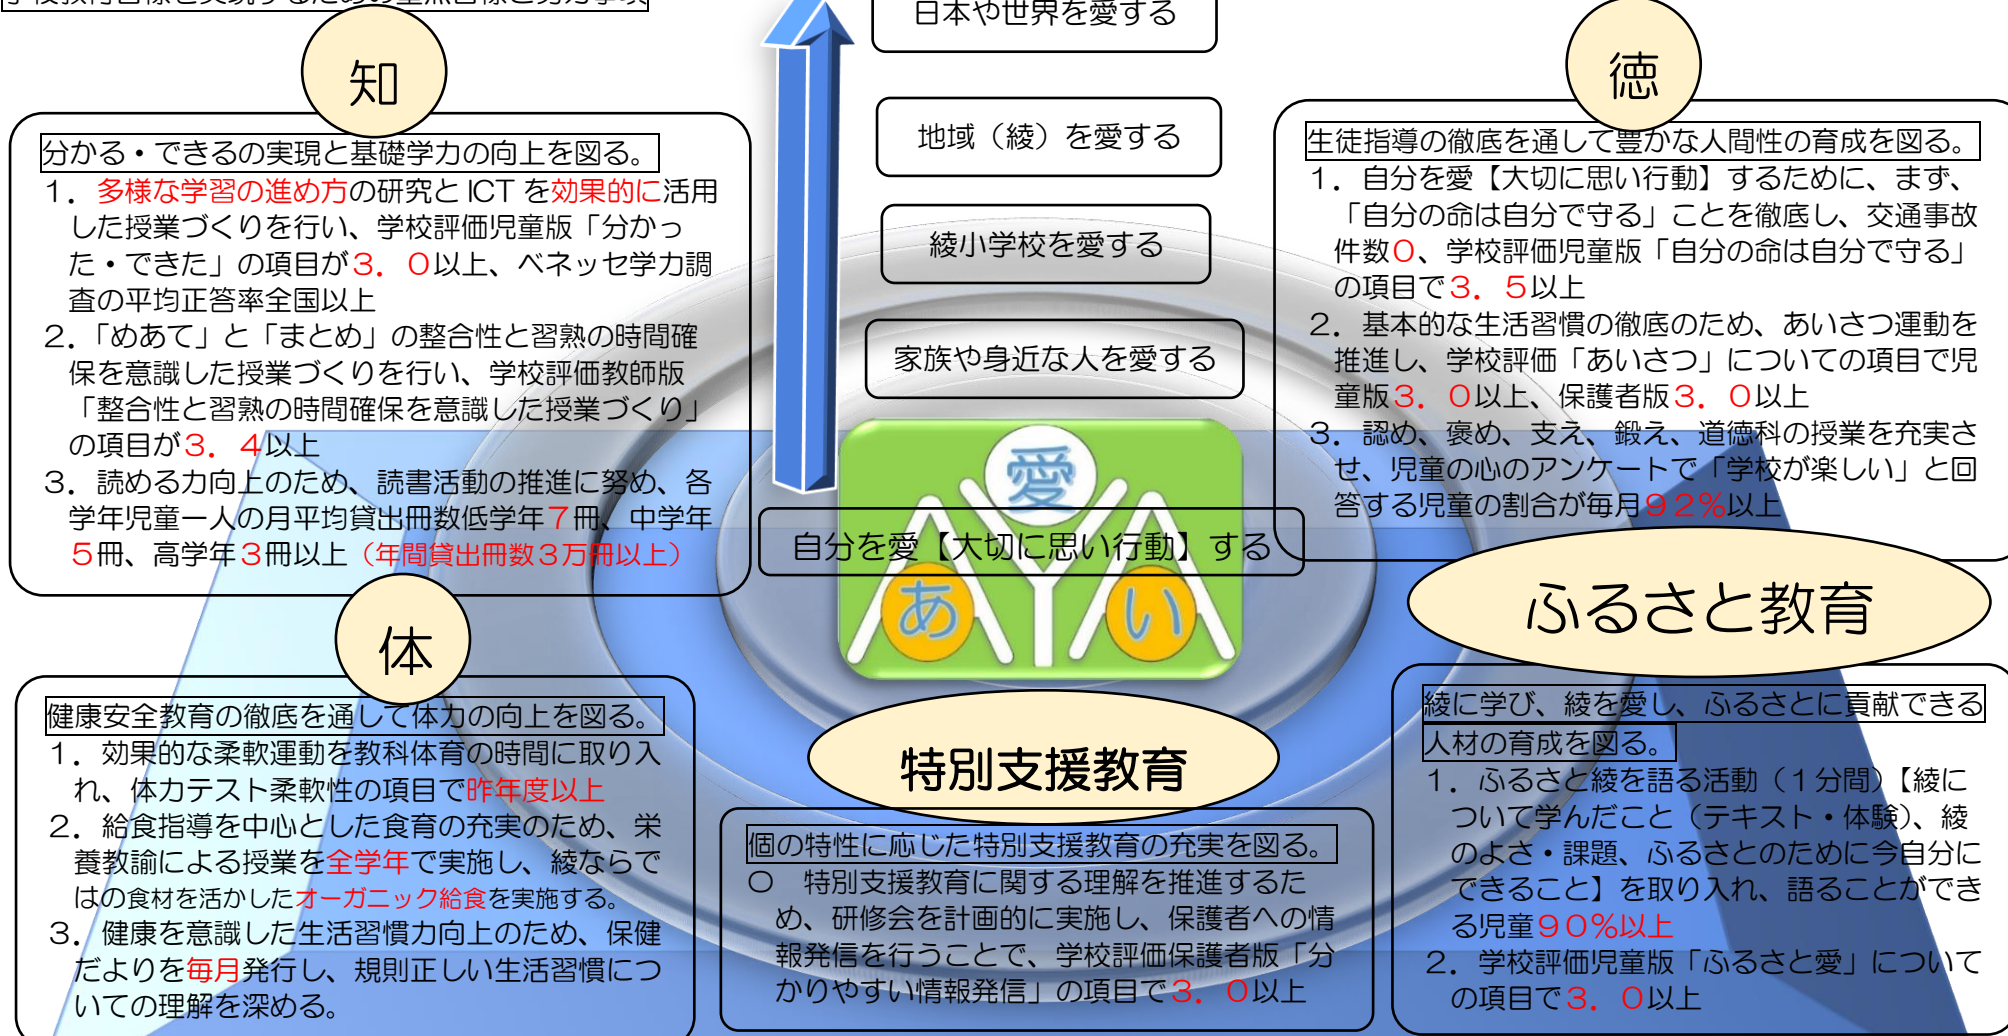 学校教育目標を実現するための重点目標と努力事項
知
分かる・できるの実現と基礎学力の向上を図る。
１．多様な学習の進め方の研究とICTを効果的に活用
した授業づくりを行い、学校評価児童版「分かっ
た・できた」の項目が３．０以上、ベネッセ学力調
査の平均正答率全国以上
２．「めあて」と「まとめ」の整合性と習熟の時間確
保を意識した授業づくりを行い、学校評価教師版
「整合性と習熟の時間確保を意識した授業づくり」
の項目が３．４以上
３．読める力向上のため、読書活動の推進に努め、各
学年児童一人の月平均貸出冊数低学年７冊、中学年
５冊、高学年３冊以上（年間貸出冊数３万冊以上）
体
健康安全教育の徹底を通して体力の向上を図る。
１．効果的な柔軟運動を教科体育の時間に取り入
れ、体力テスト柔軟性の項目で昨年度以上
２．給食指導を中心とした食育の充実のため、栄
養教諭による授業を全学年で実施し、綾ならで
はの食材を活かしたオーガニック給食を実施する。
３．健康を意識した生活習慣力向上のため、保健
だよりを毎月発行し、規則正しい生活習慣につ
いての理解を深める。
日本や世界を愛する
地域（綾）を愛する
綾小学校を愛する
家族や身近な人を愛する
愛
自分を愛【大切に思い行動】する
あ
い
特別支援教育
個の特性に応じた特別支援教育の充実を図る。
〇 特別支援教育に関する理解を推進するた
め、研修会を計画的に実施し、保護者への情
報発信を行うことで、学校評価保護者版「分
かりやすい情報発信」の項目で３．０以上
徳
生徒指導の徹底を通して豊かな人間性の育成を図る。
１．自分を愛【大切に思い行動】するために、まず、
「自分の命は自分で守る」ことを徹底し、交通事故
件数０、学校評価児童版「自分の命は自分で守る」
の項目で３．５以上
２．基本的な生活習慣の徹底のため、あいさつ運動を
推進し、学校評価「あいさつ」についての項目で児
童版３．０以上、保護者版３．０以上
３．認め、褒め、支え、鍛え、道徳科の授業を充実さ
せ、児童の心のアンケートで「学校が楽しい」と回
答する児童の割合が毎月９２％以上
ふるさと教育
綾に学び、綾を愛し、ふるさとに貢献できる
人材の育成を図る。
１．ふるさと綾を語る活動（１分間）【綾に
ついて学んだこと（テキスト・体験）、綾
のよさ・課題、ふるさとのために今自分に
できること】を取り入れ、語ることができ
る児童９０％以上
２．学校評価児童版「ふるさと愛」について
の項目で３．０以上